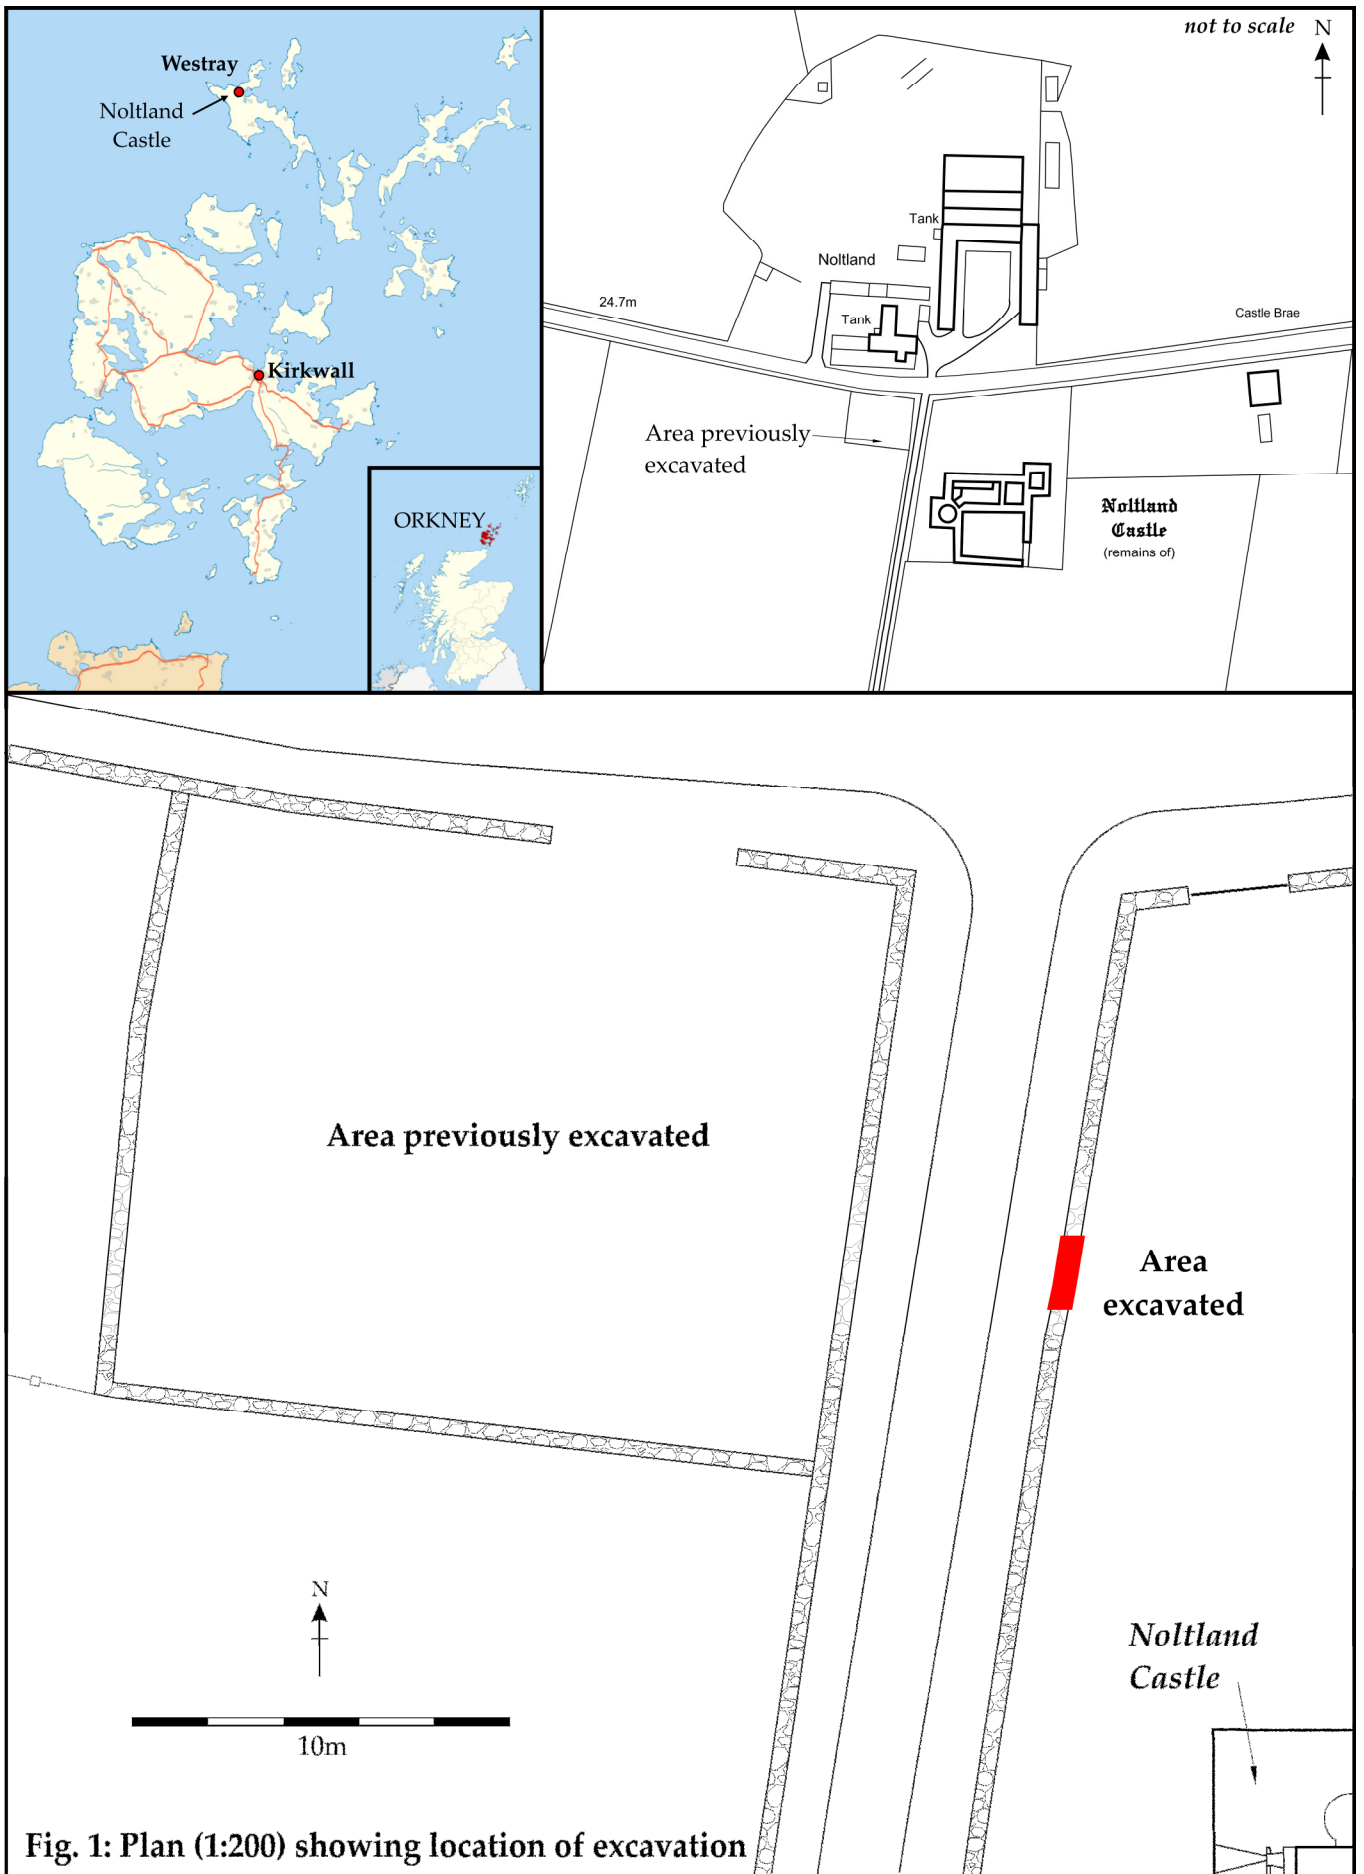 Westray
Noltland
Castle
Kirkwall
ORKNEY
not to scale
N
Tank
Noltland
24.7m
Tank
Castle Brae
Area previously
excavated
Noltland
Castle
(remains of)
Area previously excavated
Area
excavated
N
10m
Noltland
Castle
Fig. 1: Plan (1:200) showing location of excavation